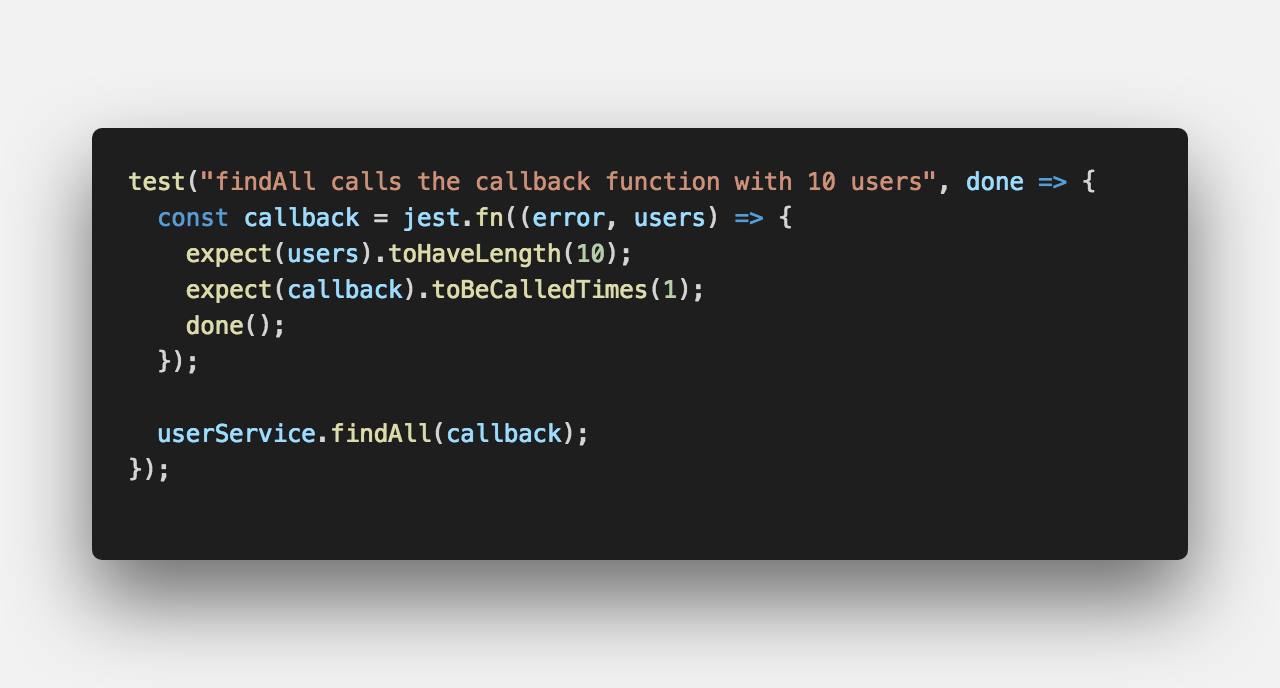 test("findAll calls the callback function with 10 users", done => {
  const callback = jest.fn((error, users) => {
    expect(users).toHaveLength(10);
    expect(callback).toBeCalledTimes(1);
    done();
  });

  userService.findAll(callback);
});